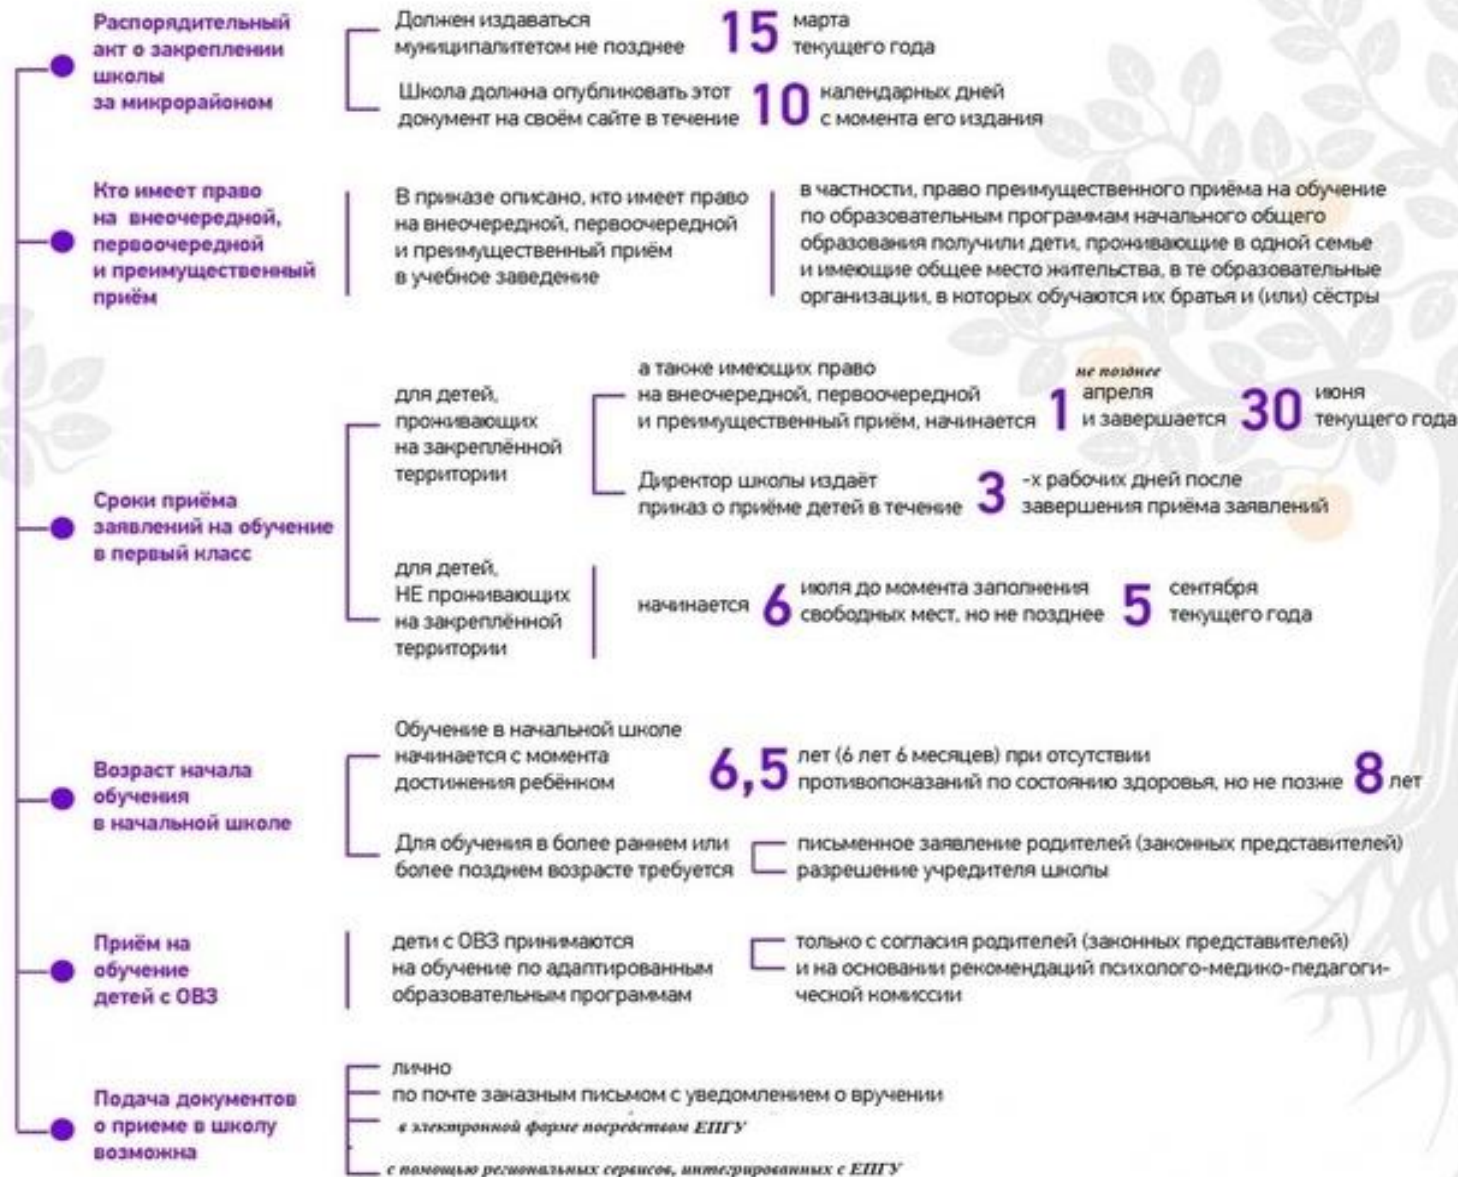 Распорядительный
акт о закреплении
школы
за микрорайоном
Должен издаваться
муниципалитетом не позднее
15
марта
текущего года
Школа должна опубликовать этот
документ на своём сайте в течение
10
календарных дней
с момента его издания
Кто имеет право
на внеочередной,
первоочередной
и преимущественный
приём
В приказе описано, кто имеет право
на внеочередной, первоочередной
и преимущественный приём
в учебное заведение
в частности, право преимущественного приёма на обучение
по образовательным программам начального общего
образования получили дети, проживающие в одной семье
и имеющие общее место жительства, в те образовательные
организации, в которых обучаются их братья и (или) сёстры
Сроки приёма
заявлений на обучение
в первый класс
для детей,
проживающих
на закреплённой
территории
а также имеющих право
на внеочередной, первоочередной
и преимущественный приём, начинается
1
не позднее
апреля
и завершается
30
июня
текущего года
Директор школы издаёт
приказ о приёме детей в течение
3
-х рабочих дней после
завершения приёма заявлений
для детей,
НЕ проживающих
на закреплённой
территории
начинается
6
июля до момента заполнения
свободных мест, но не позднее
5
сентября
текущего года
Возраст начала
обучения
в начальной школе
Обучение в начальной школе
начинается с момента
достижения ребёнком
6,5
лет (6 лет 6 месяцев) при отсутствии
противопоказаний по состоянию здоровья, но не позже
8
лет
Для обучения в более раннем или
более позднем возрасте требуется
письменное заявление родителей (законных представителей)
разрешение учредителя школы
Приём на
обучение
детей с ОВЗ
дети с ОВЗ принимаются
на обучение по адаптированным
образовательным программам
только с согласия родителей (законных представителей)
и на основании рекомендаций психолого-медико-педагоги-
ческой комиссии
Подача документов
о приеме в школу
возможна
лично
по почте заказным письмом с уведомлением о вручении
в электронной форме посредством ЕПГУ
с помощью региональных сервисов, интегрированных с ЕПГУ